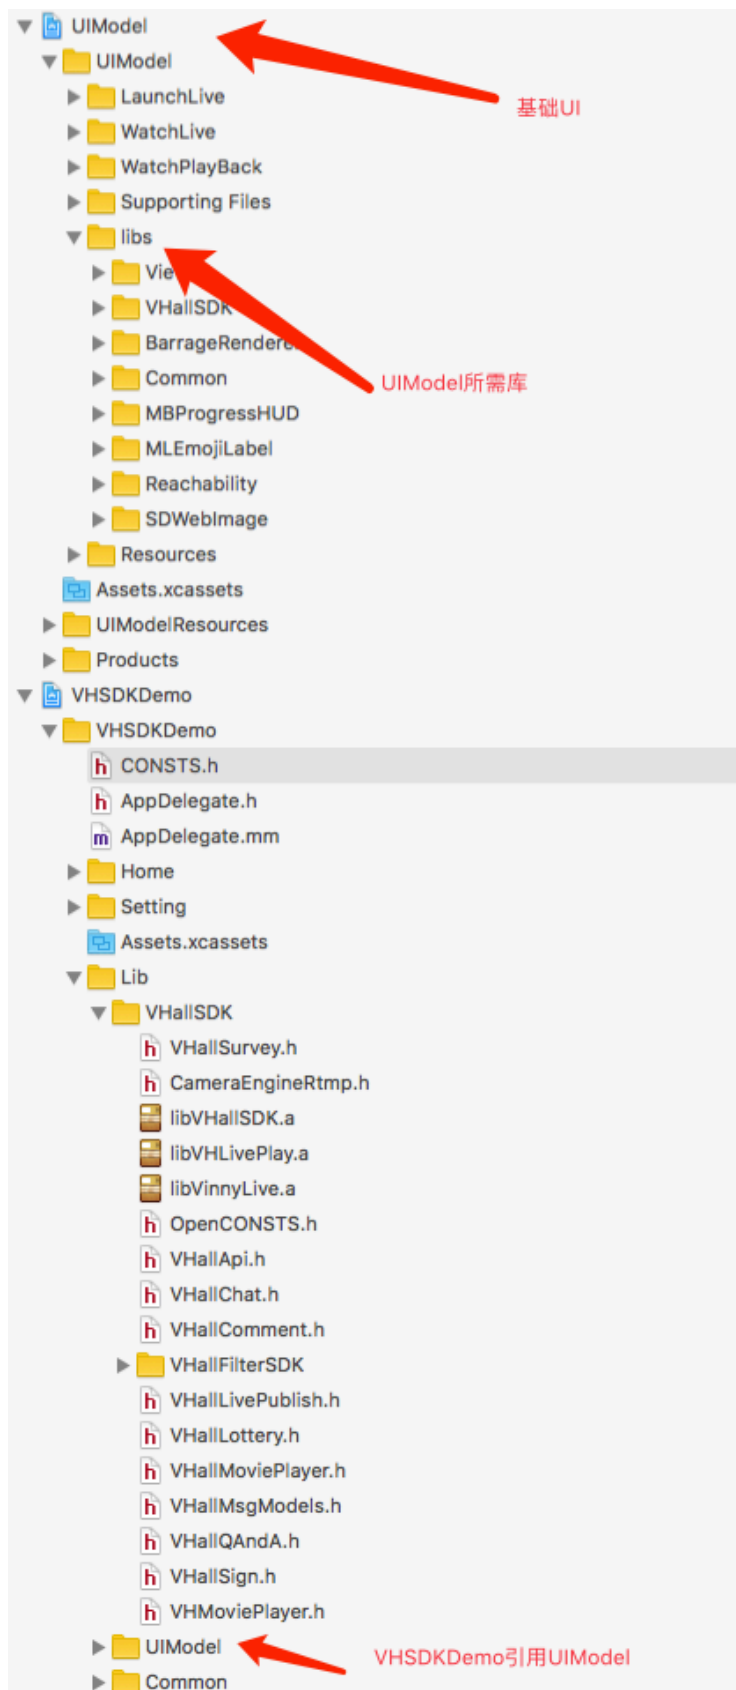 UIModel
UIModel
基础UI
LaunchLive
WatchLive
WatchPlayBack
Supporting Files
libs
Vie
VHallSDK
BarrageRendere
UIModel所需库
Common
MBProgressHUD
MLEmojiLabel
Reachability
SDWebImage
Resources
Assets.xcassets
UIModelResources
Products
VHSDKDemo
VHSDKDemo
CONSTS.h
AppDelegate.h
AppDelegate.mm
Home
Setting
Assets.xcassets
Lib
VHallSDK
VHallSurvey.h
CameraEngineRtmp.h
libVHallSDK.a
libVHLivePlay.a
libVinnyLive.a
OpenCONSTS.h
VHallApi.h
VHallChat.h
VHallComment.h
VHallFilterSDK
VHallLivePublish.h
VHallLottery.h
VHallMoviePlayer.h
VHallMsgModels.h
VHallQAndA.h
VHallSign.h
VHMoviePlayer.h
UIModel
VHSDKDemo引用UIModel
Common